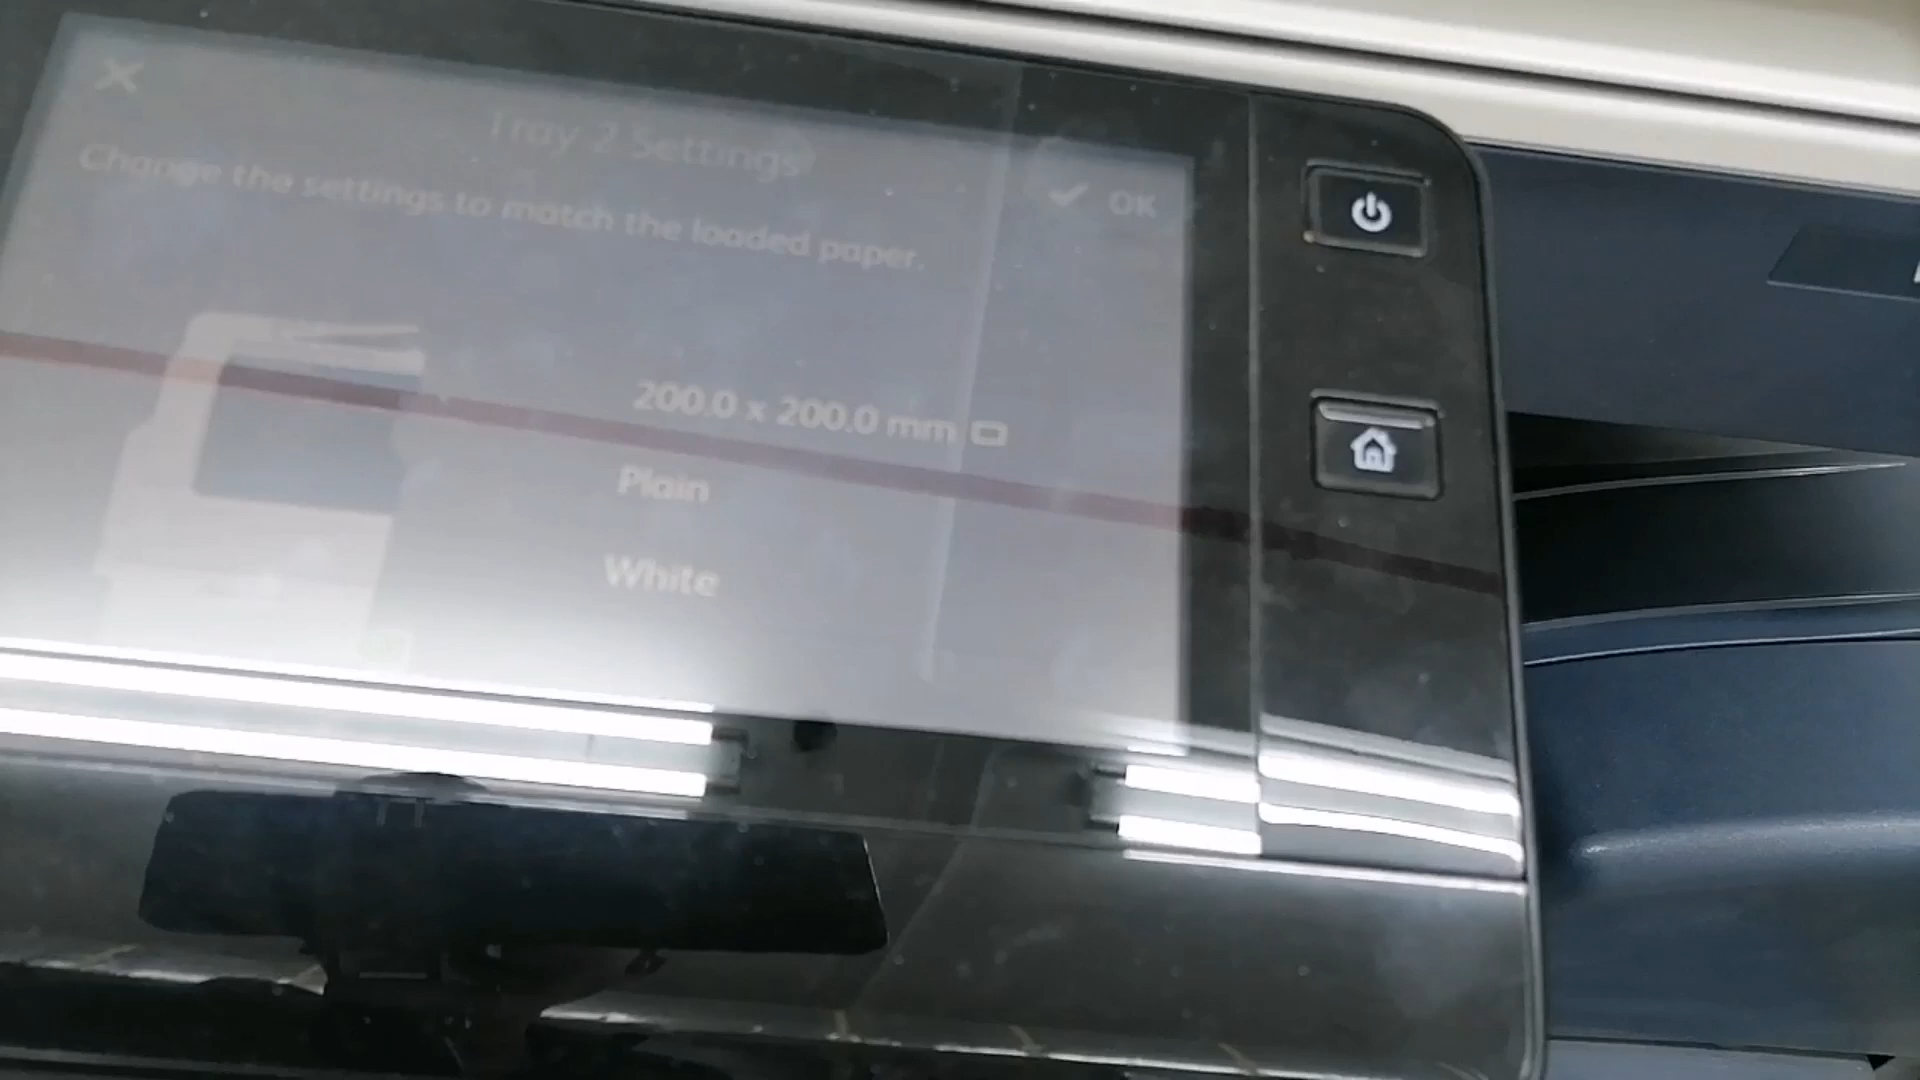 Tray 2 Settings
OK
Change the settings to match the loaded paper.
200.0 x 200.0 mm
Plain
White